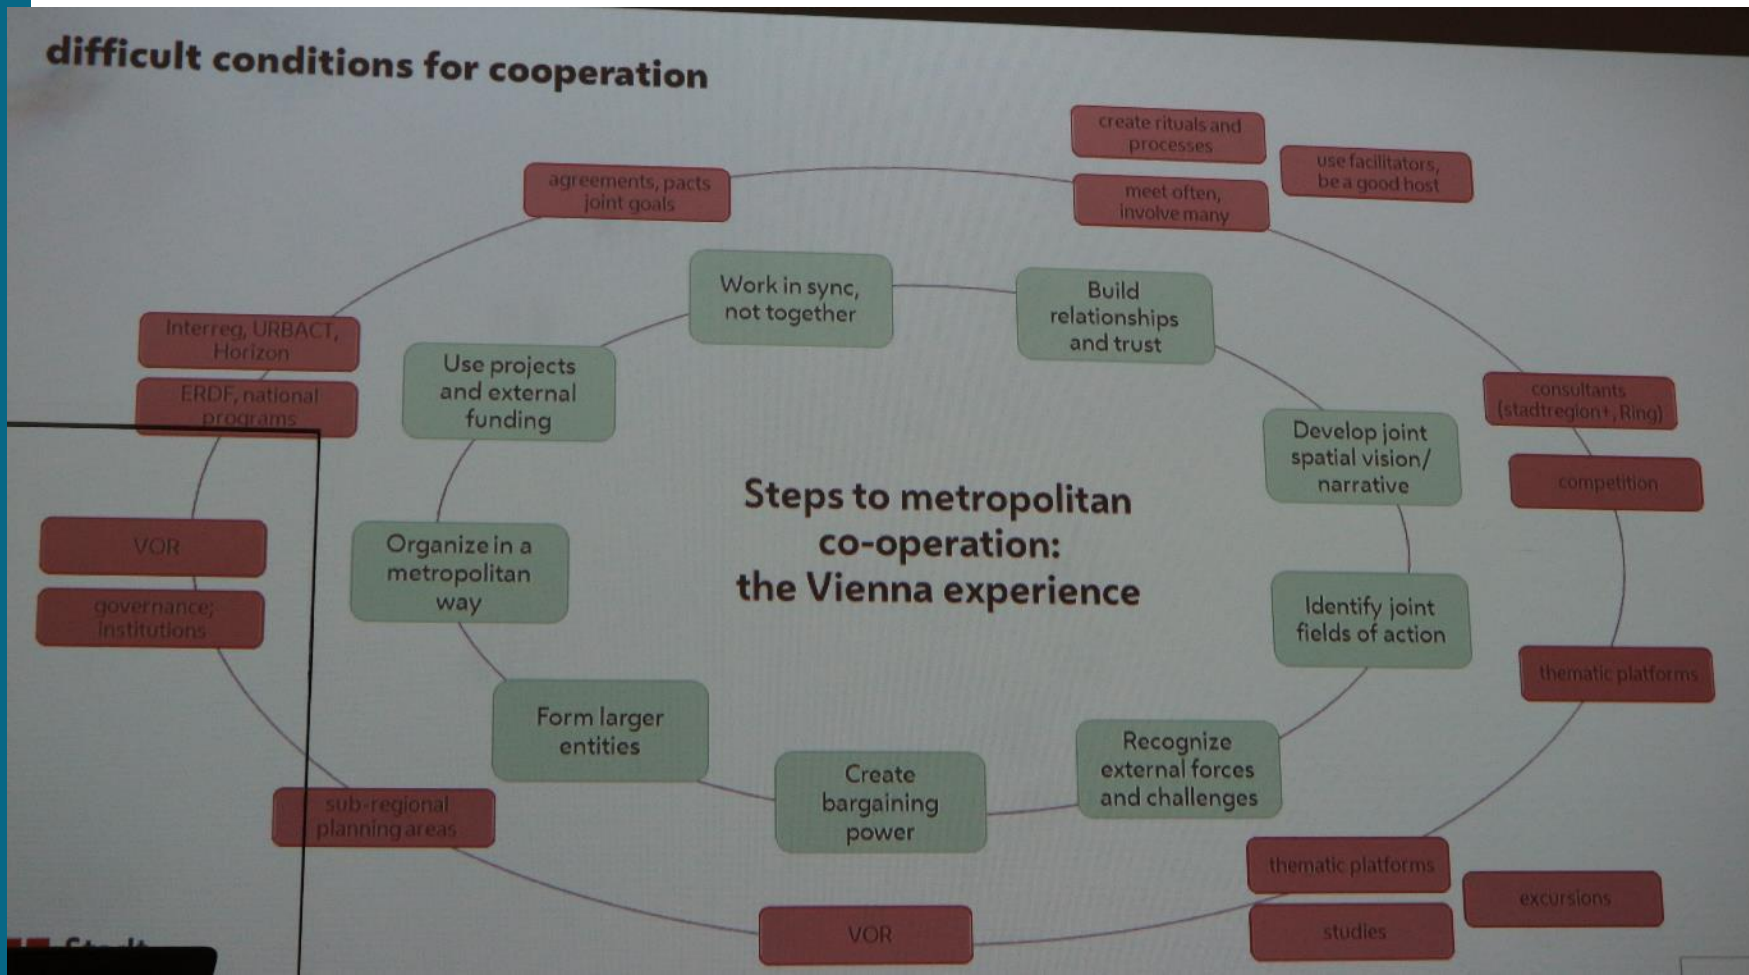 difficult conditions for cooperation
create rituals and
processes
use facilitators,
be a good host
agreements, pacts
joint goals
meet often,
involve many
Work in sync,
not together
Build
relationships
and trust
Interreg, URBACT,
Horizon
ERDF, national
programs
Use projects
and external
funding
consultants
(stadtregion+, Ring)
competition
Develop joint
spatial vision/
narrative
Steps to metropolitan
co-operation:
the Vienna experience
VOR
governance;
institutions
Organize in a
metropolitan
way
Identify joint
fields of action
thematic platforms
Form larger
entities
Create
bargaining
power
Recognize
external forces
and challenges
sub-regional
planning areas
VOR
thematic platforms
excursions
studies